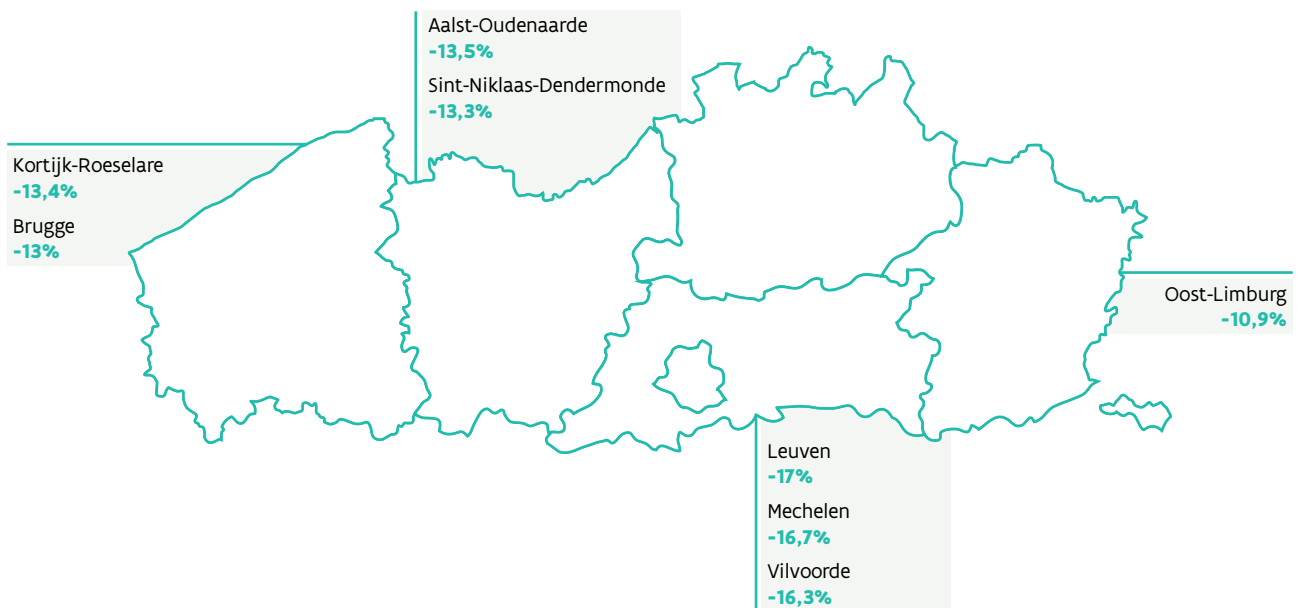 Aalst-Oudenaarde
-13,5%
Sint-Niklaas-Dendermonde
-13,3%
Kortijk-Roeselare
-13,4%
Brugge
-13%
Oost-Limburg
-10,9%
Leuven
-17%
Mechelen
-16,7%
Vilvoorde
-16,3%